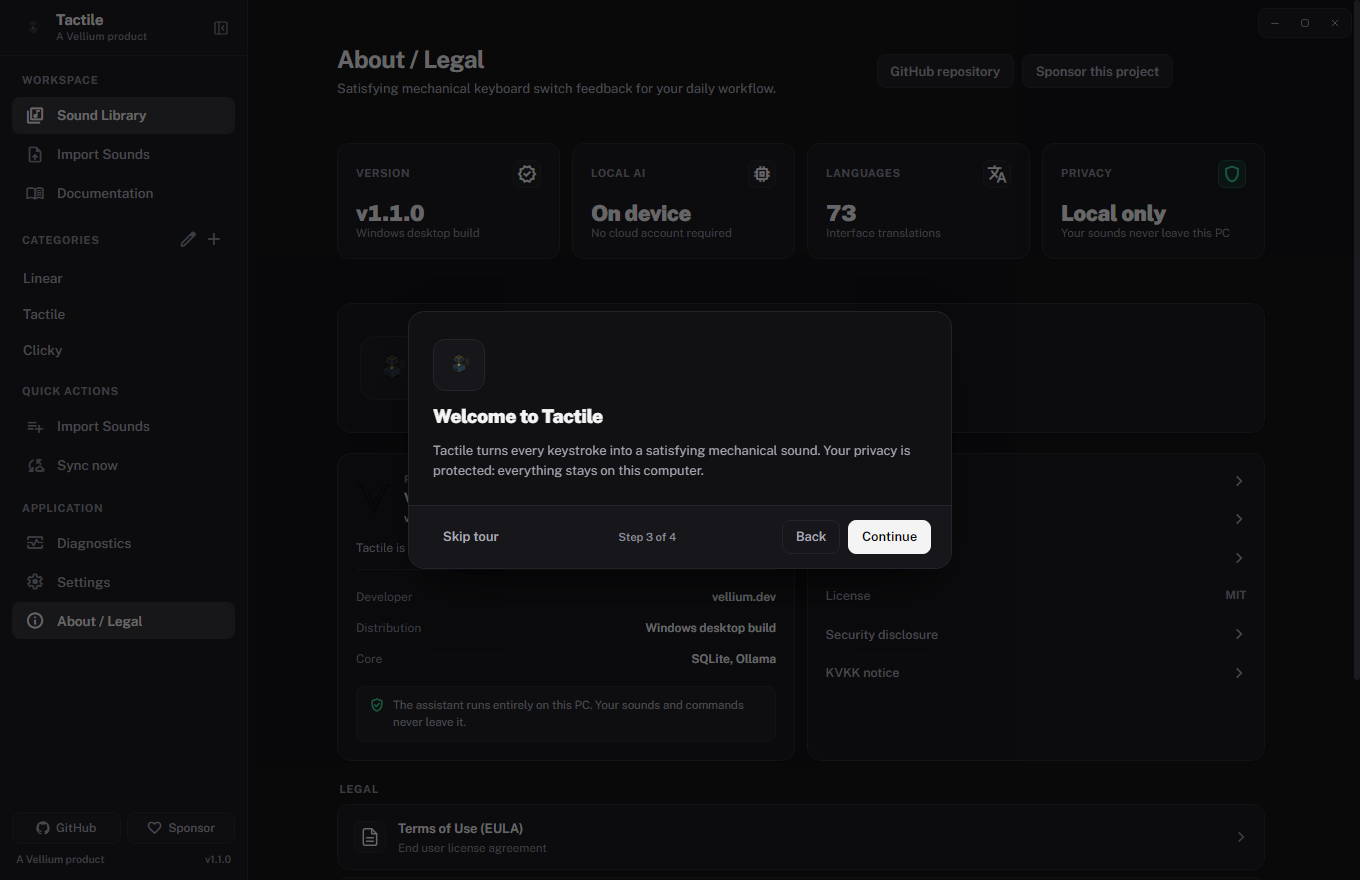 Tactile
A Vellium product
WORKSPACE
Sound Library
Import Sounds
Documentation
CATEGORIES
Linear
Tactile
Clicky
QUICK ACTIONS
Import Sounds
Sync now
APPLICATION
Diagnostics
Settings
About / Legal
GitHub
Sponsor
A Vellium product
v1.1.0
About / Legal
Satisfying mechanical keyboard switch feedback for your daily workflow.
GitHub repository
Sponsor this project
VERSION
v1.1.0
Windows desktop build
LOCAL AI
On device
No cloud account required
LANGUAGES
73
Interface translations
PRIVACY
Local only
Your sounds never leave this PC
Welcome to Tactile
Tactile turns every keystroke into a satisfying mechanical sound. Your privacy is
protected: everything stays on this computer.
Skip tour
Step 3 of 4
Back
Continue
Tactile is
Developer
vellium.dev
Distribution
Windows desktop build
Core
SQLite, Ollama
The assistant runs entirely on this PC. Your sounds and commands
never leave it.
License
MIT
Security disclosure
KVKK notice
LEGAL
Terms of Use (EULA)
End user license agreement